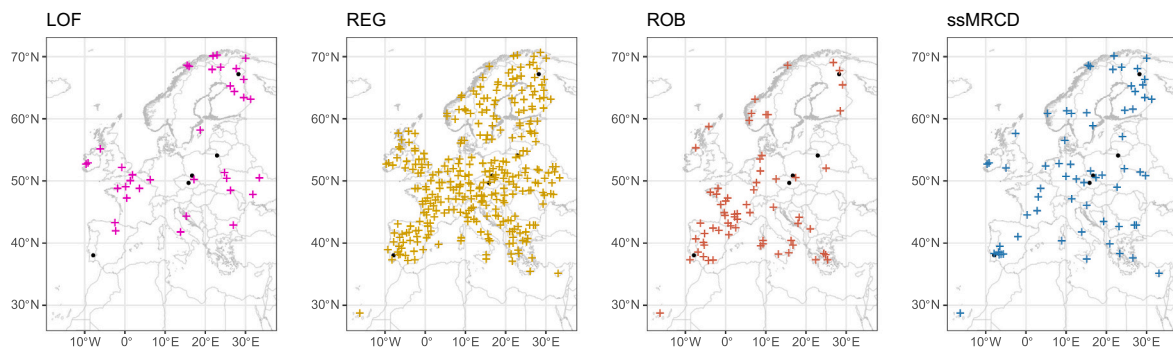 LOF REG ROB ssMRCD
70°N 70°N 70°N 70°N
60°N 60°N 60°N 60°N
50°N 50°N 50°N 50°N
40°N 40°N 40°N 40°N
30°N 30°N 30°N 30°N
10°W 0° 10°E 20°E 30°E 10°W 0° 10°E 20°E 30°E 10°W 0° 10°E 20°E 30°E 10°W 0° 10°E 20°E 30°E